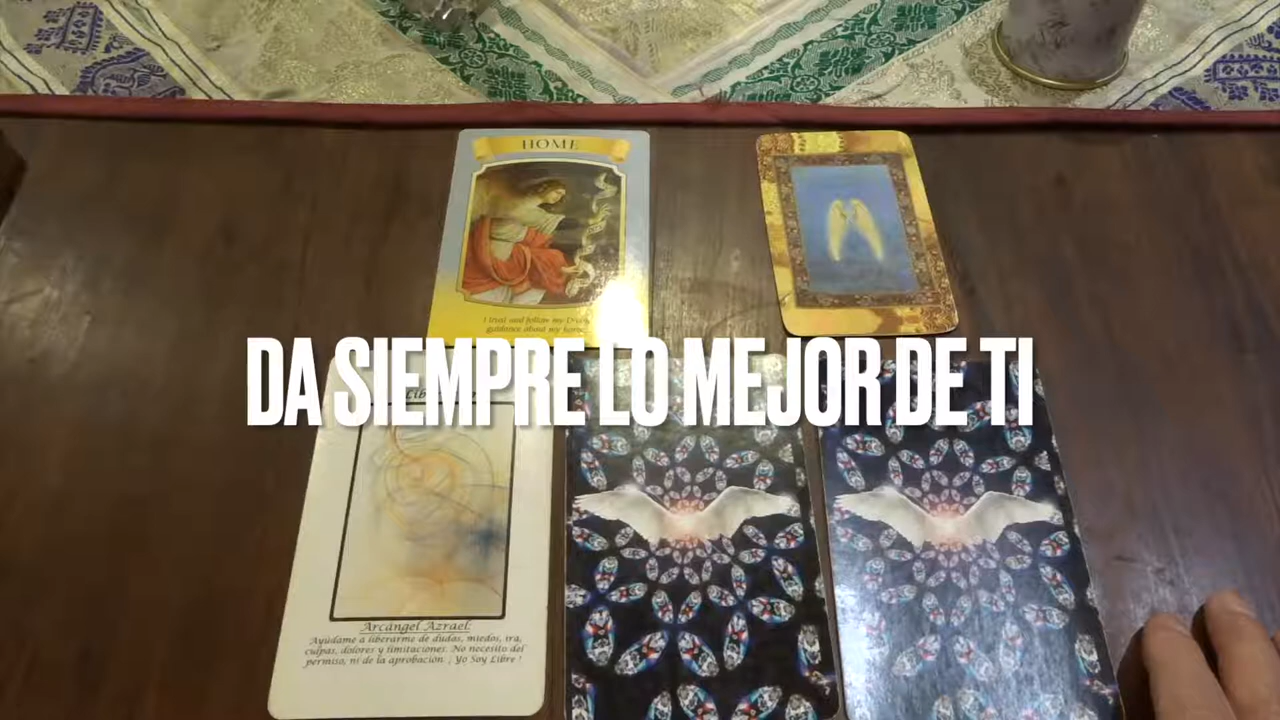 HOME
I trust and follow my Divine
guidance about my home
DA SIEMPRE LO MEJOR DE TI
Arcángel Azrael:
Ayúdame a liberarme de dudas, miedos, ira,
culpas, dolores y limitaciones. No necesito del
permiso, ni de la aprobación. ¡ Yo Soy Libre !